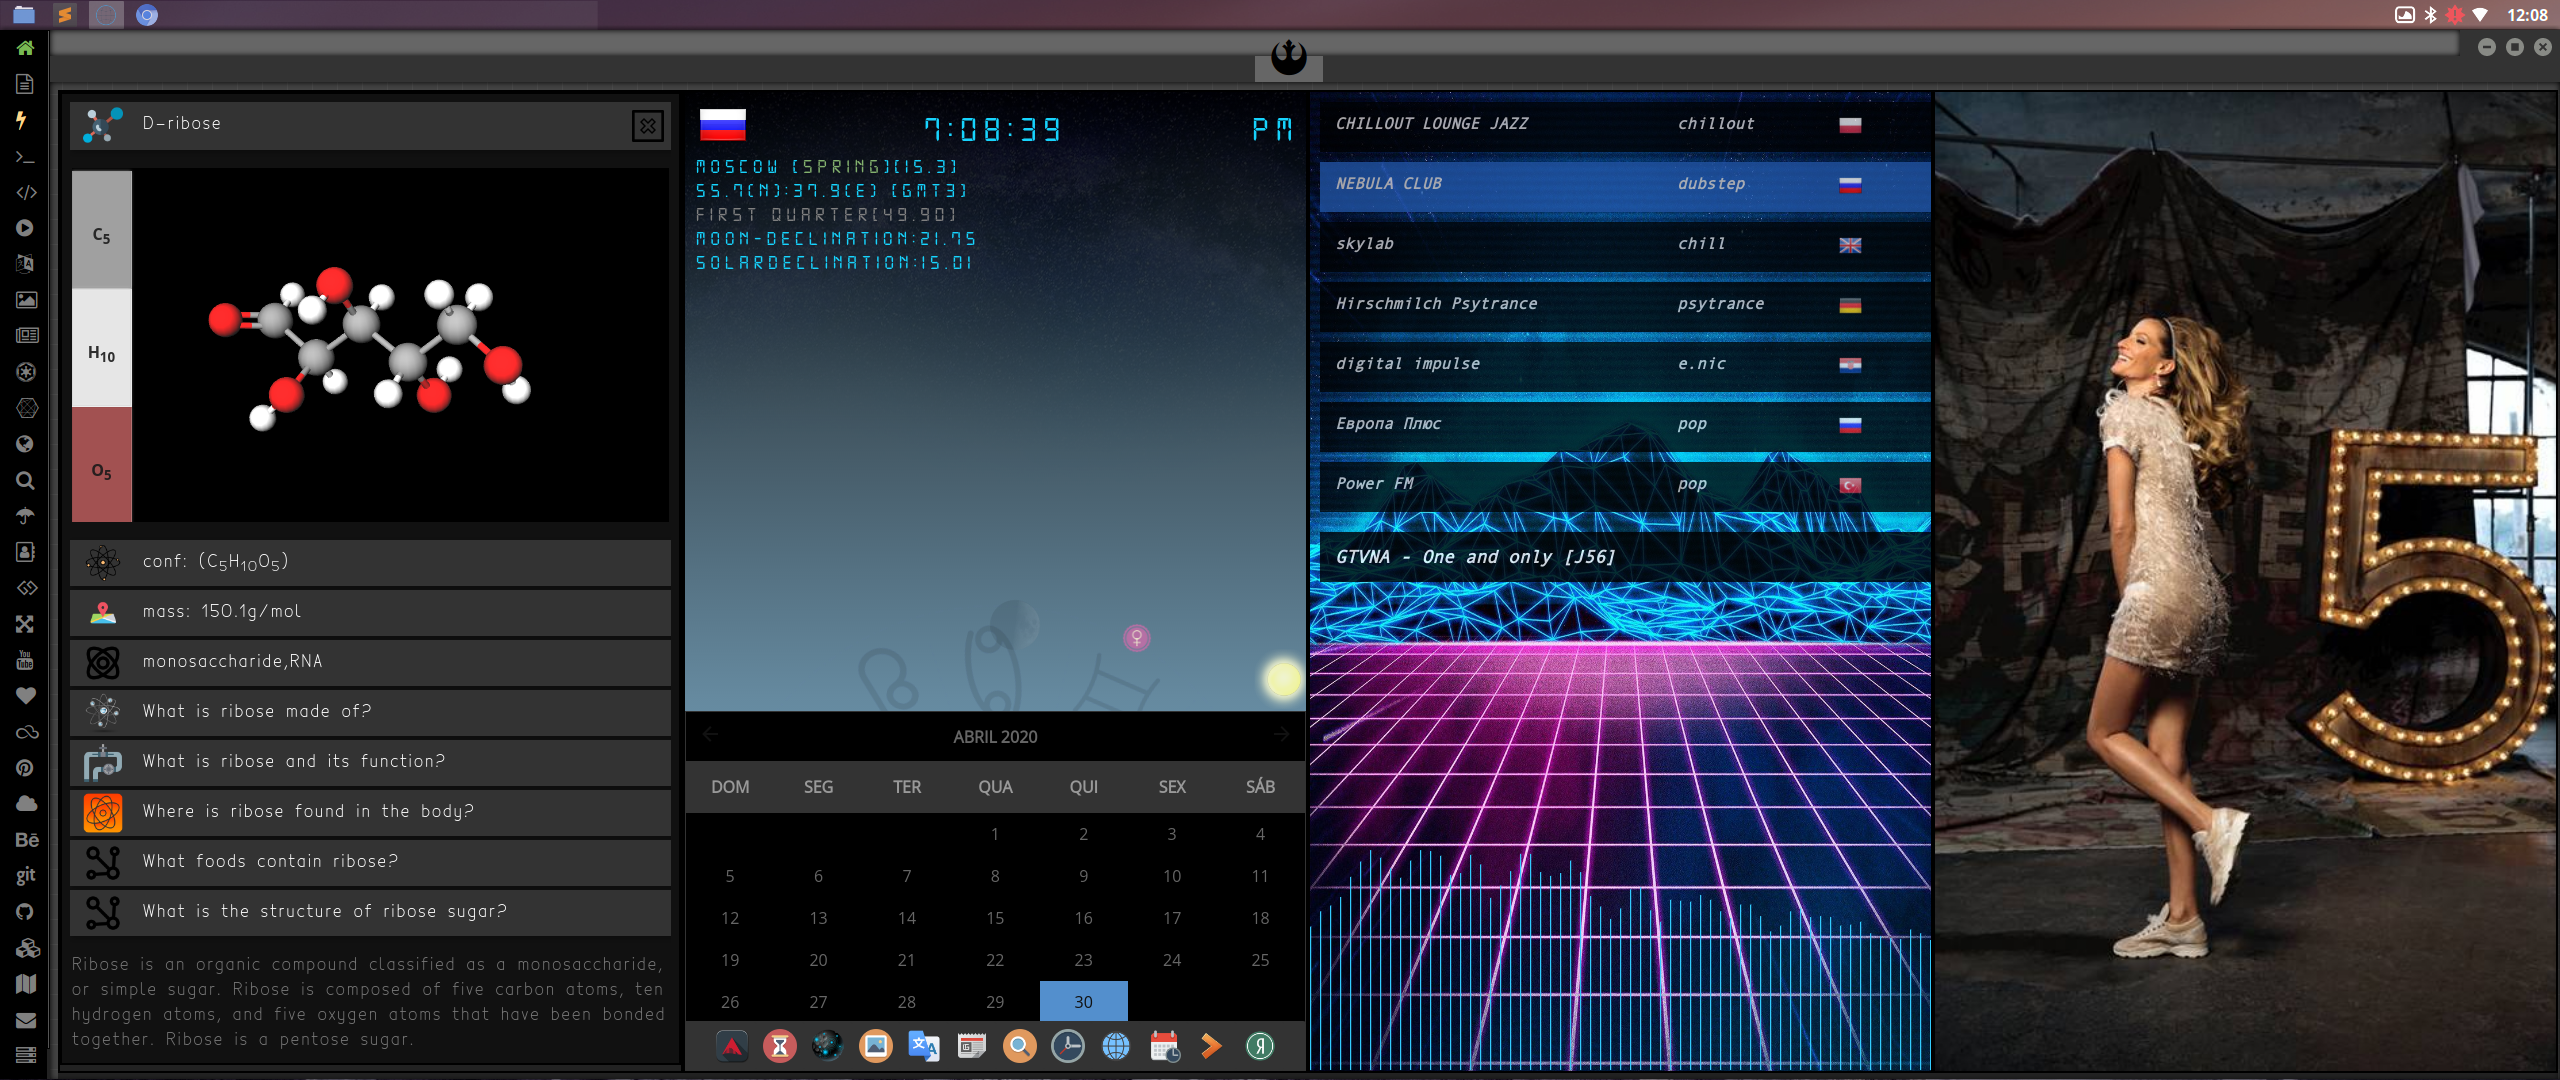 12:08
You
Tube
Bē
git
D-ribose
C5
H10
O5
conf: (C5H10O5)
mass: 150.1g/mol
monosaccharide,RNA
What is ribose made of?
What is ribose and its function?
Where is ribose found in the body?
What foods contain ribose?
What is the structure of ribose sugar?
Ribose is an organic compound classified as a monosaccharide,
or simple sugar. Ribose is composed of five carbon atoms, ten
hydrogen atoms, and five oxygen atoms that have been bonded
together. Ribose is a pentose sugar.
7:08:39 PM
MOSCOW [SPRING][15.3]
55.7(N):37.9(E) [GMT3]
FIRST QUARTER[49.90]
MOON-DECLINATION:21.75
SOLARDECLINATION:15.01
ABRIL 2020
DOM SEG TER QUA QUI SEX SÁB
1 2 3 4
5 6 7 8 9 10 11
12 13 14 15 16 17 18
19 20 21 22 23 24 25
26 27 28 29 30
CHILLOUT LOUNGE JAZZ chillout
NEBULA CLUB dubstep
skylab chill
Hirschmilch Psytrance psytrance
digital impulse e.nic
Европа Плюс pop
Power FM pop
GTVNA - One and only [J56]
5